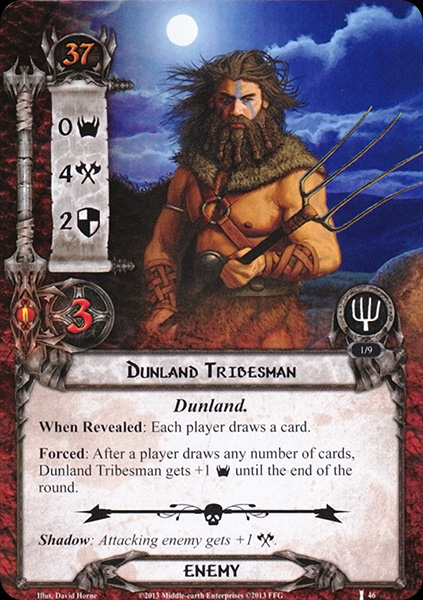 37
0
4
2
3
1/9
Dunland Tribesman
Dunland.
When Revealed: Each player draws a card.
Forced: After a player draws any number of cards,
Dunland Tribesman gets +1 until the end of the
round.
Shadow: Attacking enemy gets +1 .
ENEMY
Illus. David Horne ©2013 Middle-earth Enterprises ©2013 FFG 46